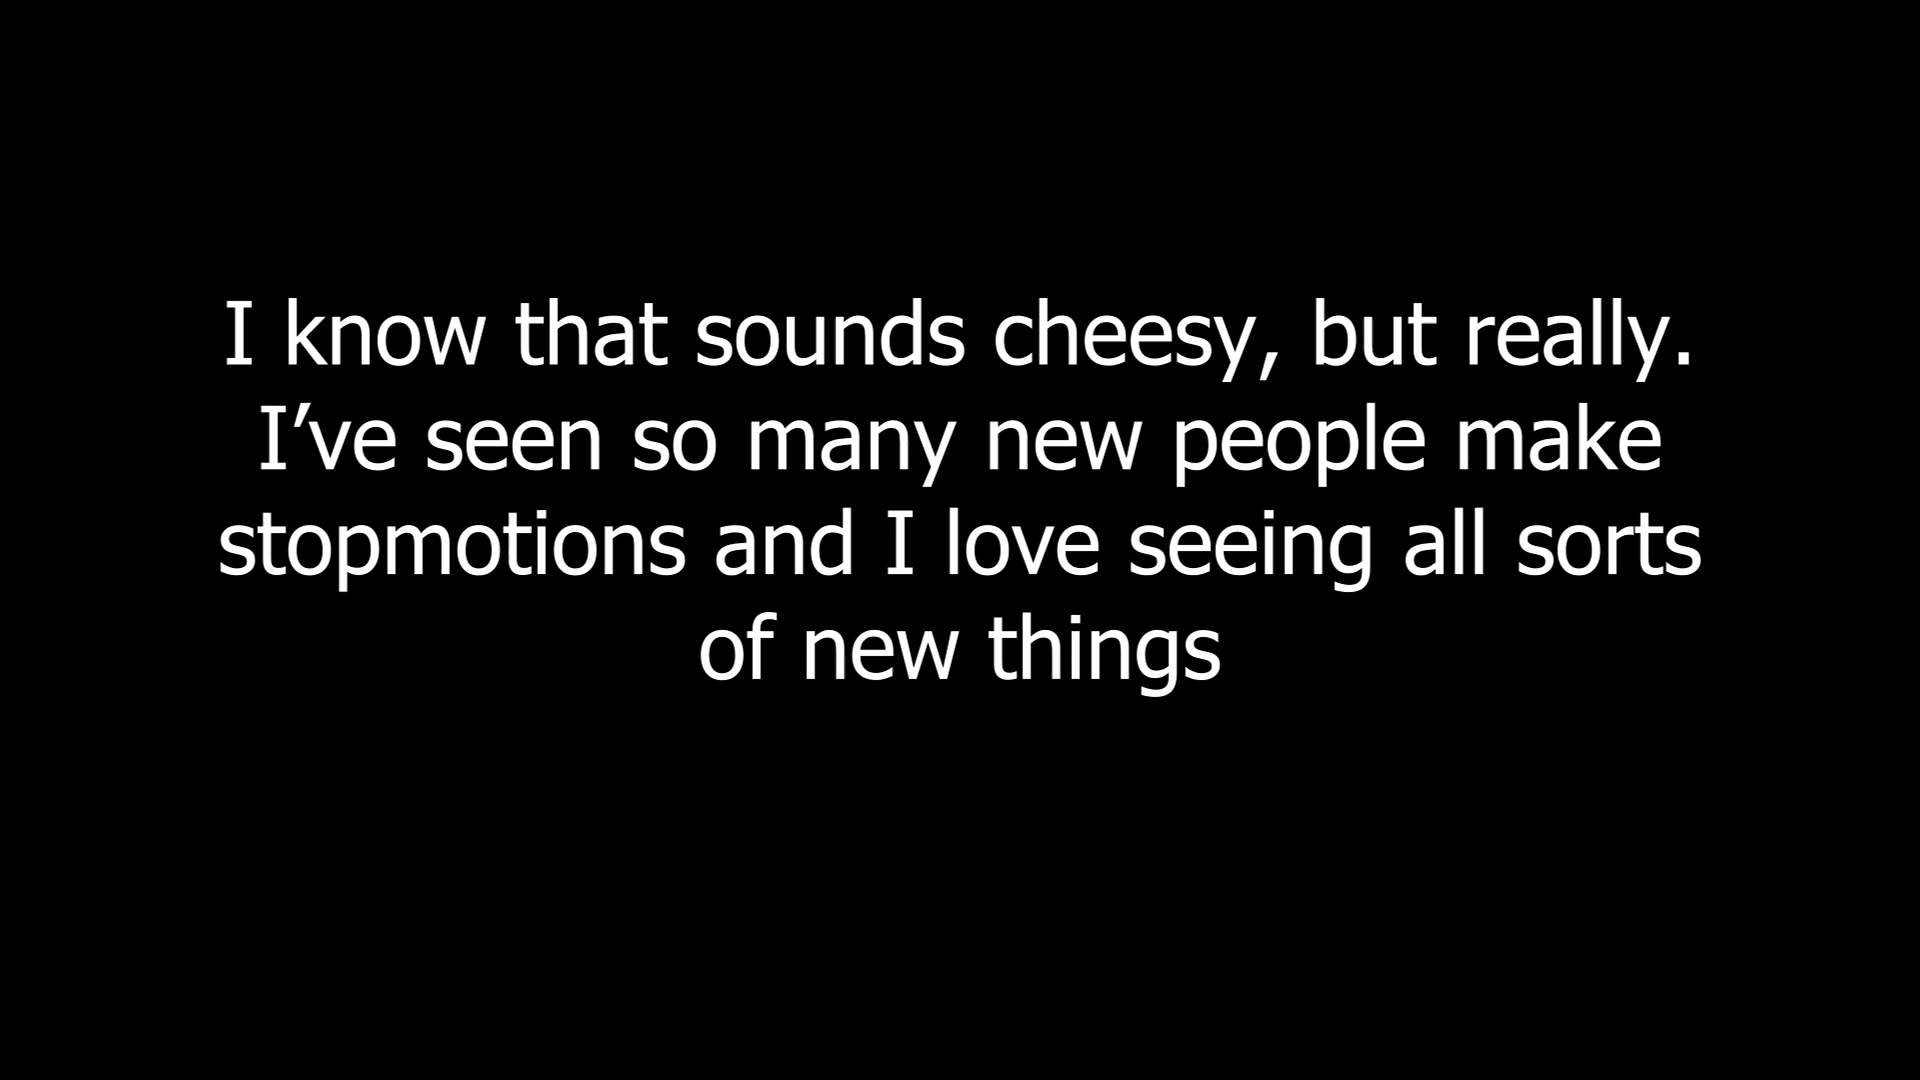 I know that sounds cheesy, but really.
I’ve seen so many new people make
stopmotions and I love seeing all sorts
of new things